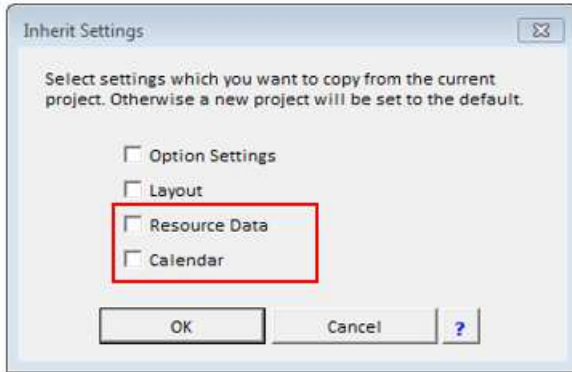 Inherit Settings
Select settings which you want to copy from the current
project. Otherwise a new project will be set to the default.
Option Settings
Layout
Resource Data
Calendar
OK Cancel ?